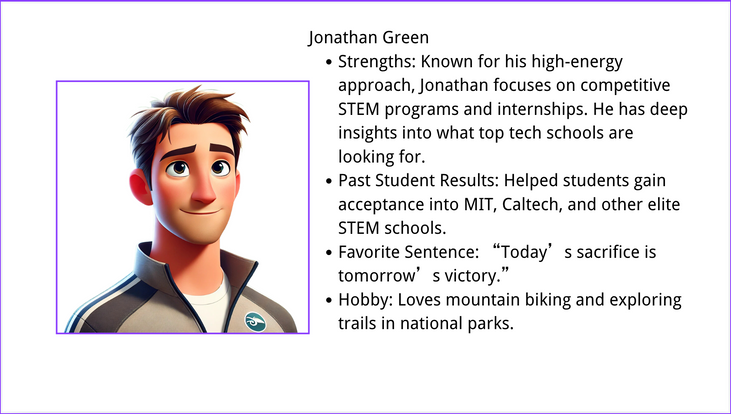 Jonathan Green
• Strengths: Known for his high-energy
approach, Jonathan focuses on competitive
STEM programs and internships. He has deep
insights into what top tech schools are
looking for.
• Past Student Results: Helped students gain
acceptance into MIT, Caltech, and other elite
STEM schools.
• Favorite Sentence: “Today’s sacrifice is
tomorrow’s victory.”
• Hobby: Loves mountain biking and exploring
trails in national parks.